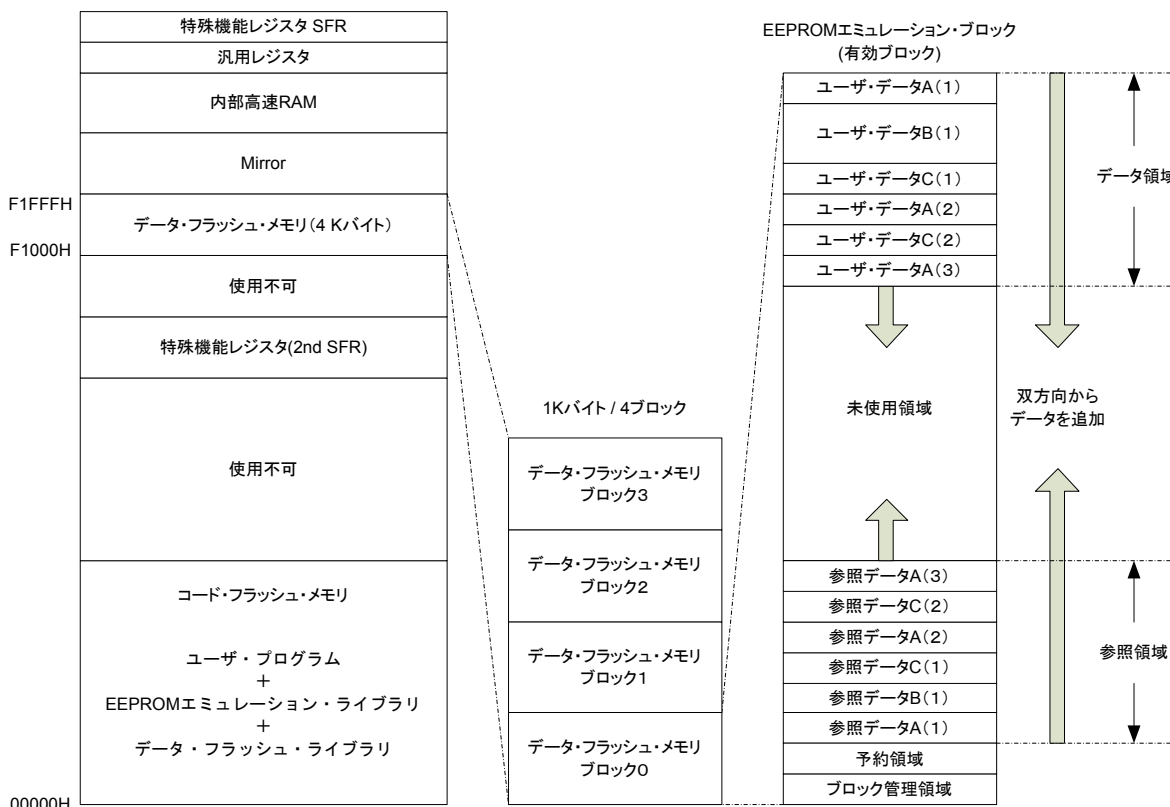 特殊機能レジスタ SFR
汎用レジスタ
内部高速RAM
Mirror
F1FFFH
データ・フラッシュ・メモリ(4 Kバイト)
F1000H
使用不可
特殊機能レジスタ(2nd SFR)
使用不可
コード・フラッシュ・メモリ
ユーザ・プログラム
+
EEPROMエミュレーション・ライブラリ
+
データ・フラッシュ・ライブラリ
00000H
1Kバイト / 4ブロック
データ・フラッシュ・メモリ
ブロック3
データ・フラッシュ・メモリ
ブロック2
データ・フラッシュ・メモリ
ブロック1
データ・フラッシュ・メモリ
ブロック0
EEPROMエミュレーション・ブロック
(有効ブロック)
ユーザ・データA(1)
ユーザ・データB(1)
ユーザ・データC(1)
ユーザ・データA(2)
ユーザ・データC(2)
ユーザ・データA(3)
未使用領域
参照データA(3)
参照データC(2)
参照データA(2)
参照データC(1)
参照データB(1)
参照データA(1)
予約領域
ブロック管理領域
データ領域
双方向から
データを追加
参照領域